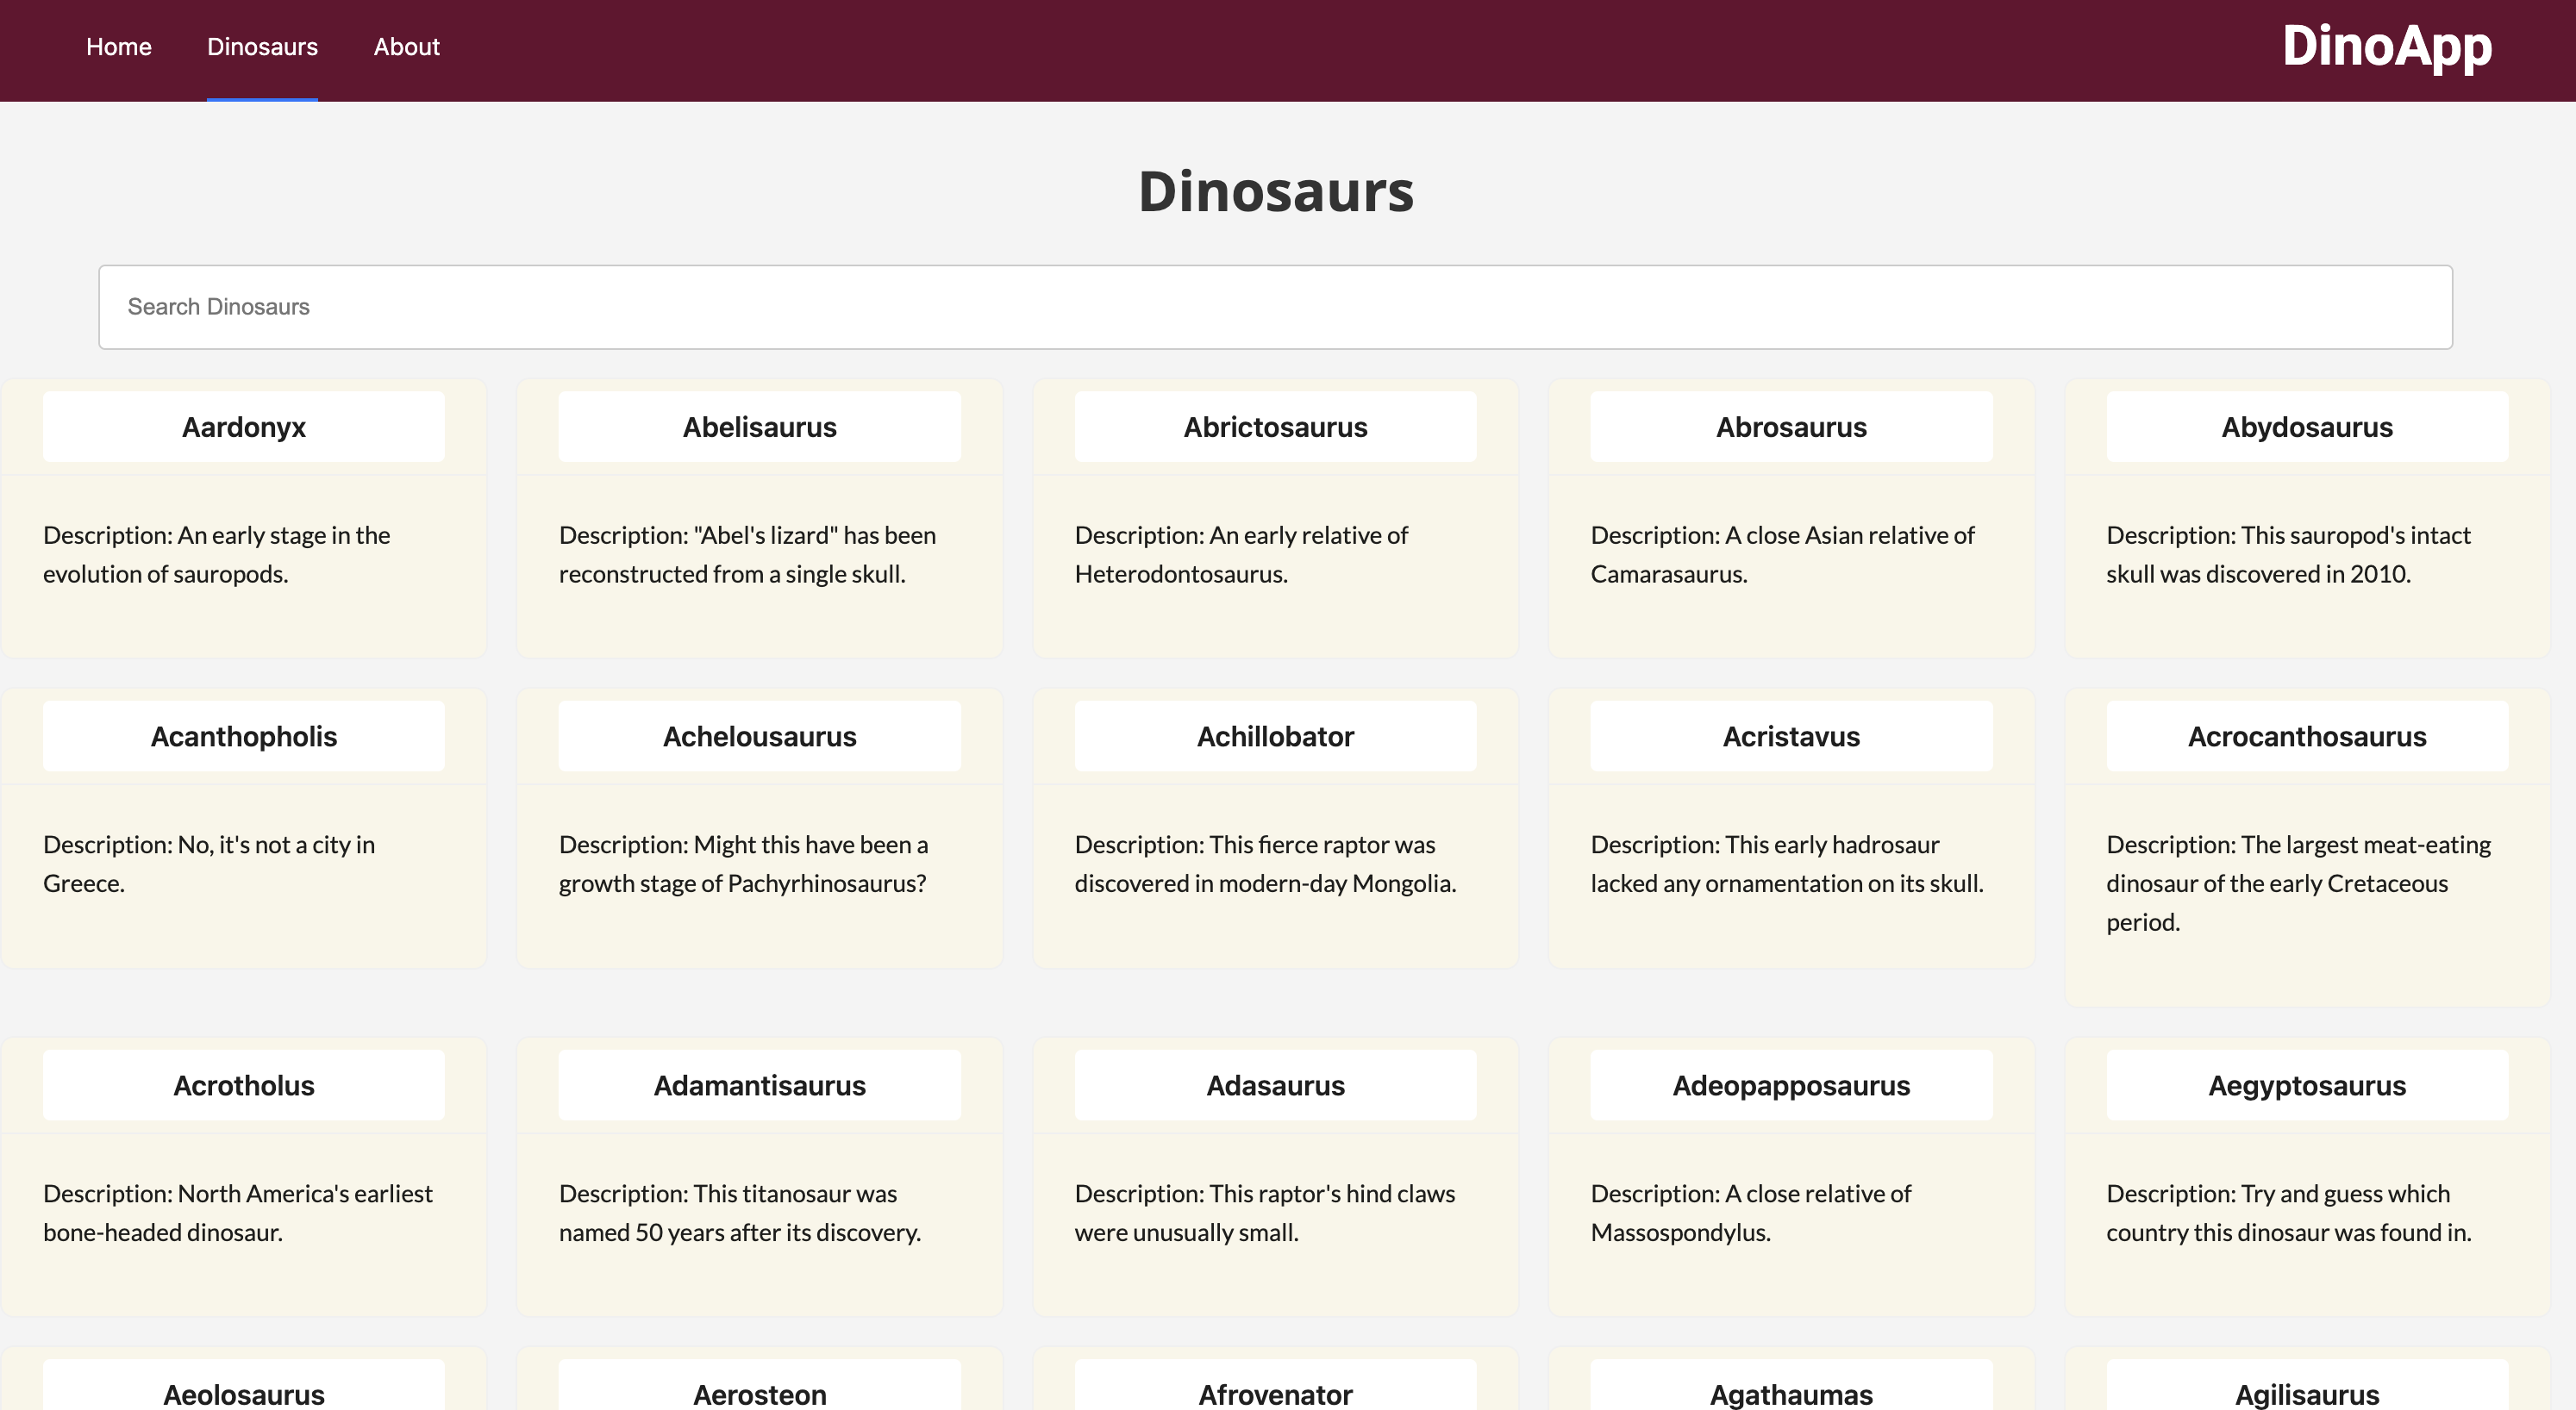 Home
Dinosaurs
About
DinoApp
Dinosaurs
Search Dinosaurs
Aardonyx
Description: An early stage in the
evolution of sauropods.
Abelisaurus
Description: "Abel's lizard" has been
reconstructed from a single skull.
Abrictosaurus
Description: An early relative of
Heterodontosaurus.
Abrosaurus
Description: A close Asian relative of
Camarasaurus.
Abydosaurus
Description: This sauropod's intact
skull was discovered in 2010.
Acanthopholis
Description: No, it's not a city in
Greece.
Achelousaurus
Description: Might this have been a
growth stage of Pachyrhinosaurus?
Achillobator
Description: This fierce raptor was
discovered in modern-day Mongolia.
Acristavus
Description: This early hadrosaur
lacked any ornamentation on its skull.
Acrocanthosaurus
Description: The largest meat-eating
dinosaur of the early Cretaceous
period.
Acrotholus
Description: North America's earliest
bone-headed dinosaur.
Adamantisaurus
Description: This titanosaur was
named 50 years after its discovery.
Adasaurus
Description: This raptor's hind claws
were unusually small.
Adeopapposaurus
Description: A close relative of
Massospondylus.
Aegyptosaurus
Description: Try and guess which
country this dinosaur was found in.
Aeolosaurus
Aerosteon
Afrovenator
Agathaumas
Agilisaurus